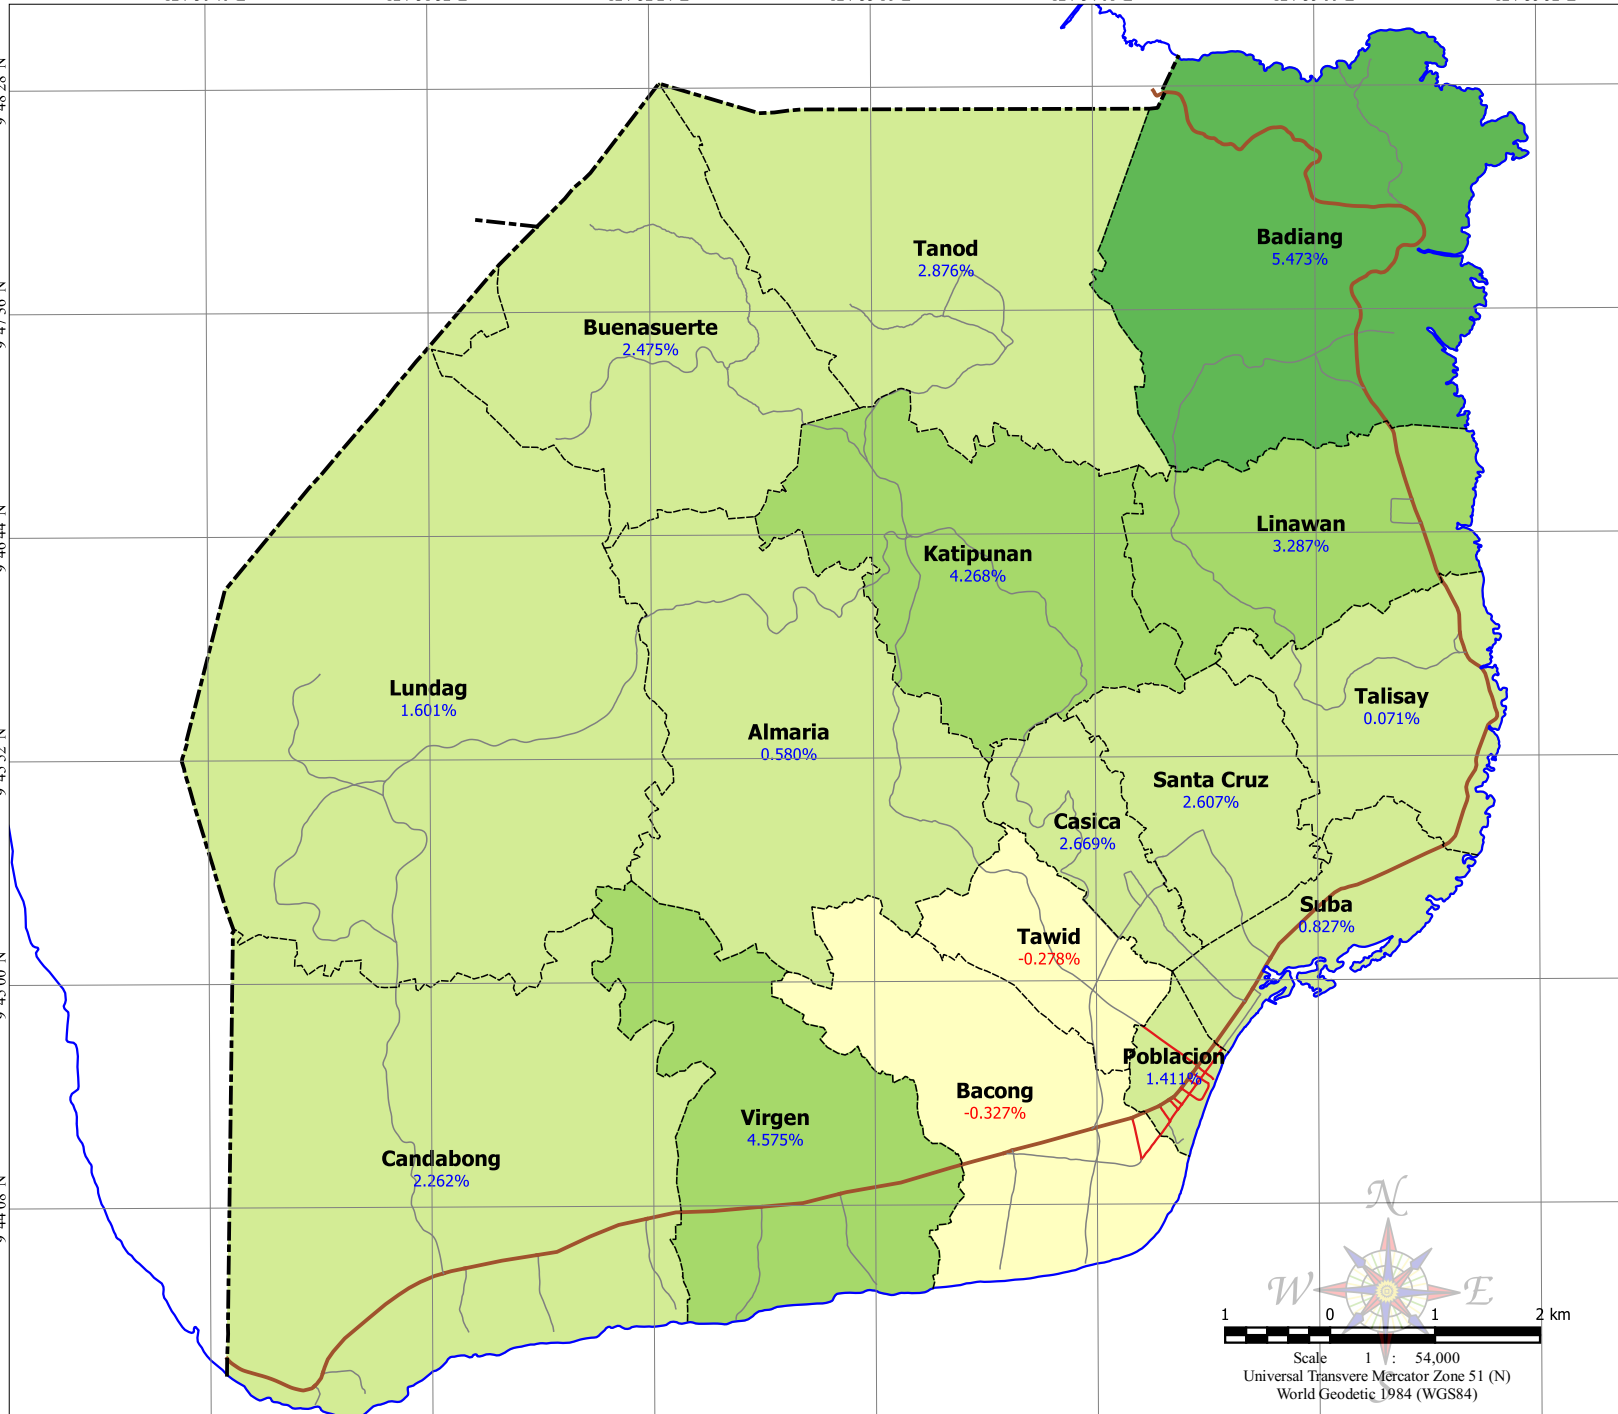 Tanod
2.876%
Badiang
5.473%
Buenasuerte
2.475%
Linawan
3.287%
Katipunan
4.268%
Lundag
1.601%
Talisay
0.071%
Almaria
0.580%
Santa Cruz
2.607%
Casica
2.669%
Suba
0.827%
Tawid
-0.278%
Poblacion
1.411%
Bacong
-0.327%
Virgen
4.575%
Candabong
2.262%
N
W
E
S
1 0 1 2 km
Scale 1 : 54,000
Universal Transvere Mercator Zone 51 (N)
World Geodetic 1984 (WGS84)